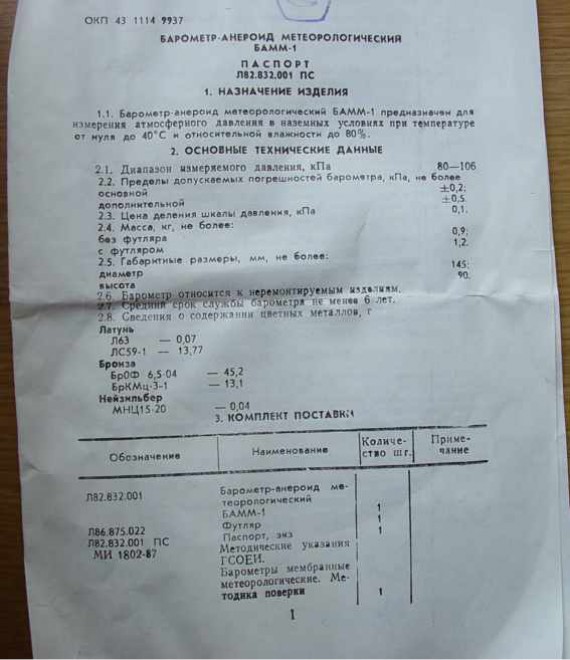 ОКП 43 1114 9937
БАРОМЕТР-АНЕРОИД МЕТЕОРОЛОГИЧЕСКИЙ
БАММ-1
ПАСПОРТ
Л82.832.001 ПС
1. НАЗНАЧЕНИЕ ИЗДЕЛИЯ
1.1. Барометр-анероид метеорологический БАММ-1 предназначен для
измерения атмосферного давления в наземных условиях при температуре
от нуля до 40°С и относительной влажности до 80%.
2. ОСНОВНЫЕ ТЕХНИЧЕСКИЕ ДАННЫЕ
2.1. Диапазон измеряемого давления, кПа 80—106
2.2. Пределы допускаемых погрешностей барометра, кПа, не более
основной ±0,2;
дополнительной ±0,5.
2.3. Цена деления шкалы давления, кПа 0,1.
2.4. Масса, кг, не более:
без футляра 0,9;
с футляром 1,2.
2.5. Габаритные размеры, мм, не более:
диаметр 145;
высота 90.
2.6. Барометр относится к неремонтируемым изделиям.
2.7. Средний срок службы барометра не менее 6 лет.
2.8. Сведения о содержании цветных металлов, г
Латунь
Л63 — 0,07
ЛС59-1 — 13,77
Бронза
БрОФ 6,5-04 — 45,2
БрКМц-3-1 — 13,1
Нейзильбер
МНЦ15-20 — 0,04
3. КОМПЛЕКТ ПОСТАВКИ
Обозначение Наименование Количе-
ство шт. Приме-
чание
Л82.832.001 Барометр-анероид ме-
теорологический
БАММ-1 1
Л86.875.022 Футляр 1
Л82.832.001 ПС Паспорт, экз 1
МИ 1802-87 Методические указания
ГСОЕИ.
Барометры мембранные
метеорологические. Ме-
тодика поверки 1
1